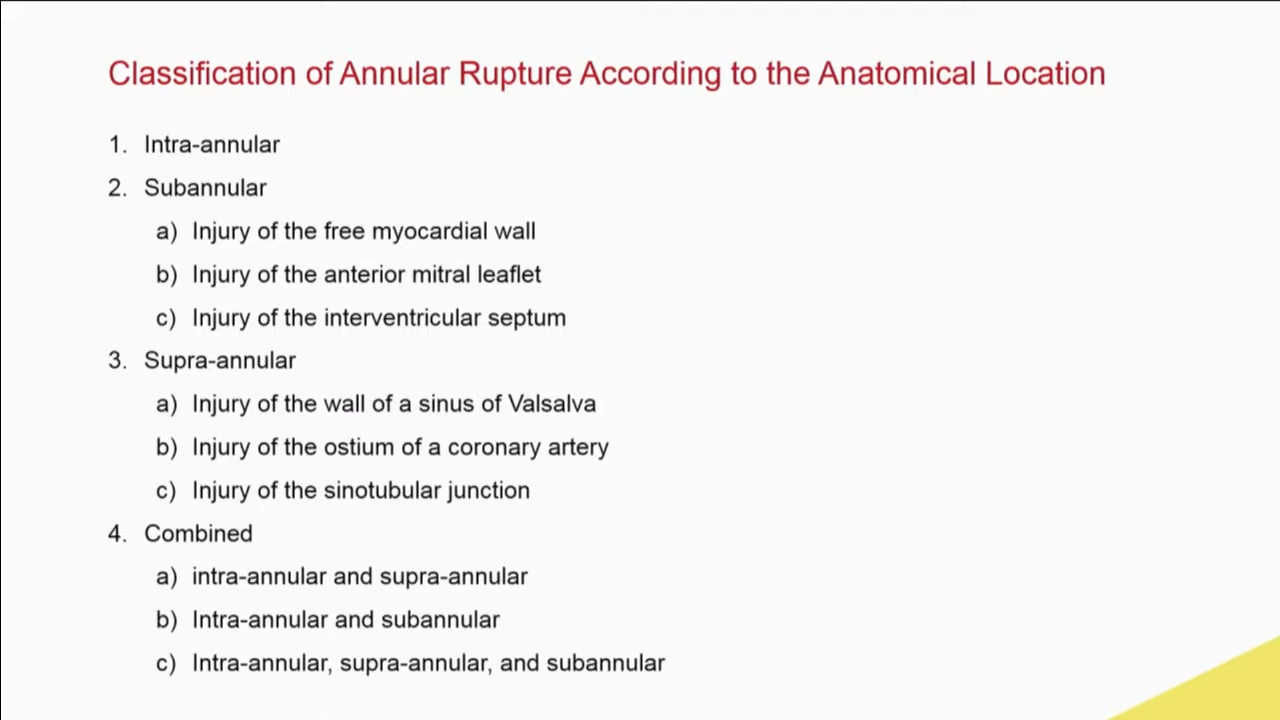 Classification of Annular Rupture According to the Anatomical Location
1. Intra-annular
2. Subannular
a) Injury of the free myocardial wall
b) Injury of the anterior mitral leaflet
c) Injury of the interventricular septum
3. Supra-annular
a) Injury of the wall of a sinus of Valsalva
b) Injury of the ostium of a coronary artery
c) Injury of the sinotubular junction
4. Combined
a) intra-annular and supra-annular
b) Intra-annular and subannular
c) Intra-annular, supra-annular, and subannular